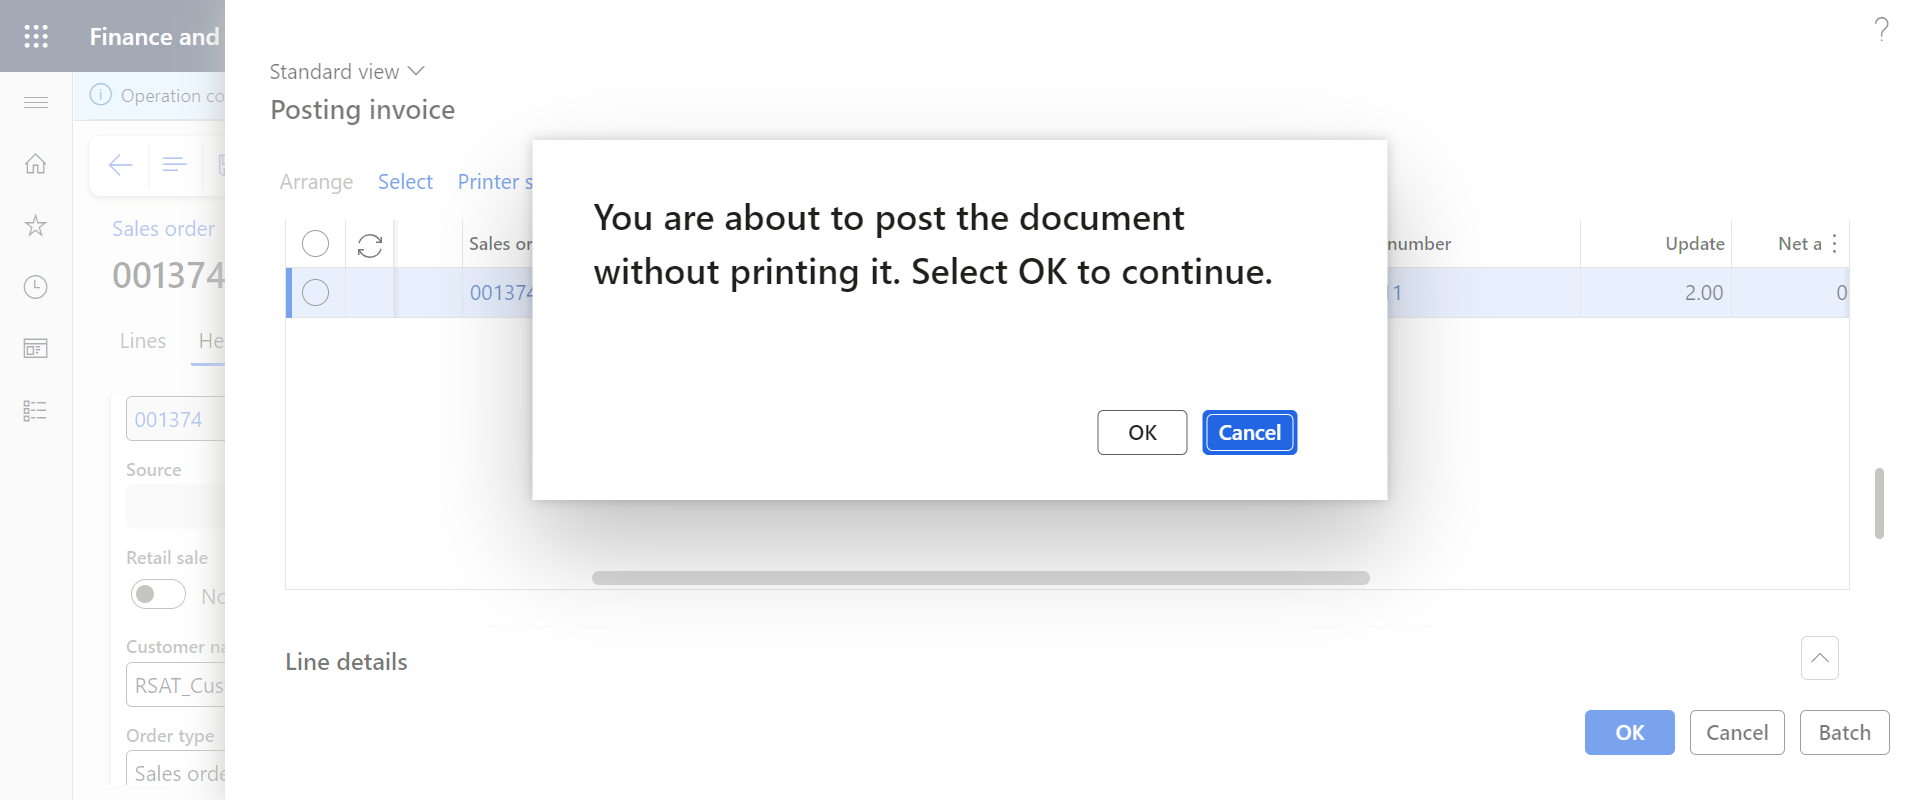 Finance and
Operation co
Sales order
001374
Lines He
001374
Source
Retail sale
No
Customer na
RSAT_Cus
Order type
Sales orde
?
Standard view
Posting invoice
Arrange Select Printer s
Sales or number Update Net a
001374 11 2.00 0
You are about to post the document
without printing it. Select OK to continue.
OK Cancel
Line details
OK Cancel Batch